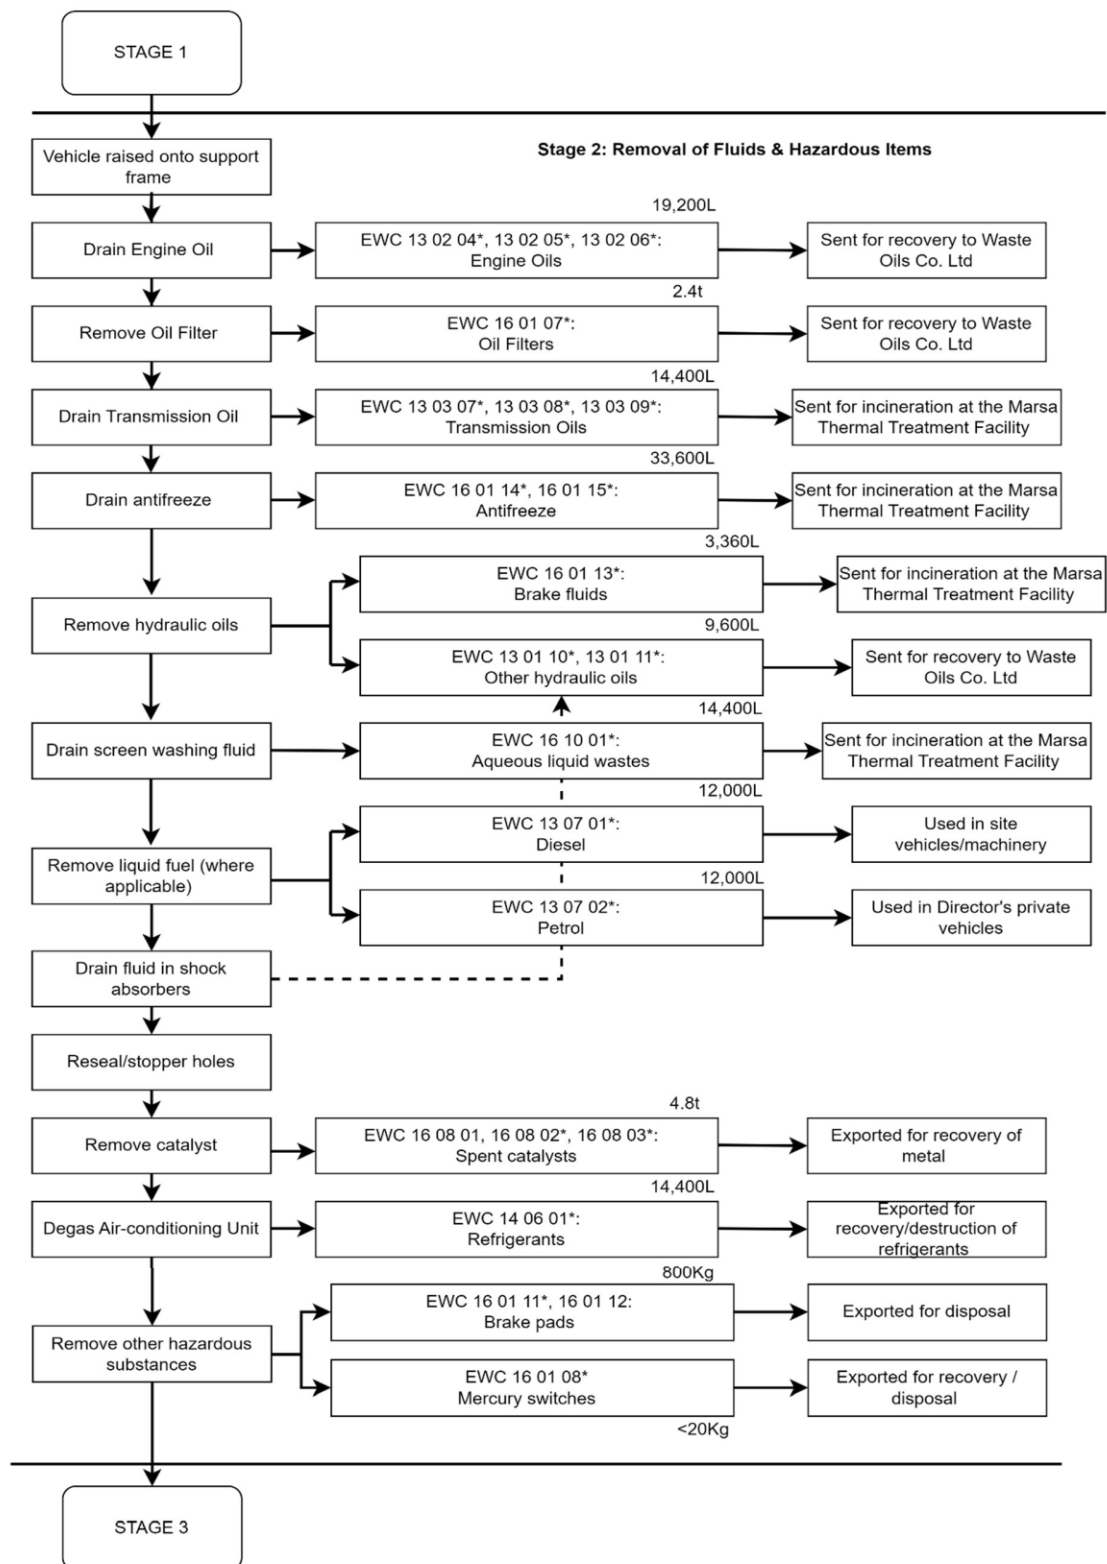 STAGE 1
Stage 2: Removal of Fluids & Hazardous Items
Vehicle raised onto support
frame
19,200L
Drain Engine Oil
EWC 13 02 04*, 13 02 05*, 13 02 06*:
Engine Oils
Sent for recovery to Waste
Oils Co. Ltd
2.4t
Remove Oil Filter
EWC 16 01 07*:
Oil Filters
Sent for recovery to Waste
Oils Co. Ltd
14,400L
Drain Transmission Oil
EWC 13 03 07*, 13 03 08*, 13 03 09*:
Transmission Oils
Sent for incineration at the Marsa
Thermal Treatment Facility
33,600L
Drain antifreeze
EWC 16 01 14*, 16 01 15*:
Antifreeze
Sent for incineration at the Marsa
Thermal Treatment Facility
3,360L
Remove hydraulic oils
EWC 16 01 13*:
Brake fluids
Sent for incineration at the Marsa
Thermal Treatment Facility
9,600L
EWC 13 01 10*, 13 01 11*:
Other hydraulic oils
Sent for recovery to Waste
Oils Co. Ltd
14,400L
Drain screen washing fluid
EWC 16 10 01*:
Aqueous liquid wastes
Sent for incineration at the Marsa
Thermal Treatment Facility
12,000L
Remove liquid fuel (where
applicable)
EWC 13 07 01*:
Diesel
Used in site
vehicles/machinery
12,000L
EWC 13 07 02*:
Petrol
Used in Director's private
vehicles
Drain fluid in shock
absorbers
Reseal/stopper holes
4.8t
Remove catalyst
EWC 16 08 01, 16 08 02*, 16 08 03*:
Spent catalysts
Exported for recovery of
metal
14,400L
Degas Air-conditioning Unit
EWC 14 06 01*:
Refrigerants
Exported for
recovery/destruction of
refrigerants
800Kg
Remove other hazardous
substances
EWC 16 01 11*, 16 01 12:
Brake pads
Exported for disposal
EWC 16 01 08*
Mercury switches
Exported for recovery /
disposal
<20Kg
STAGE 3